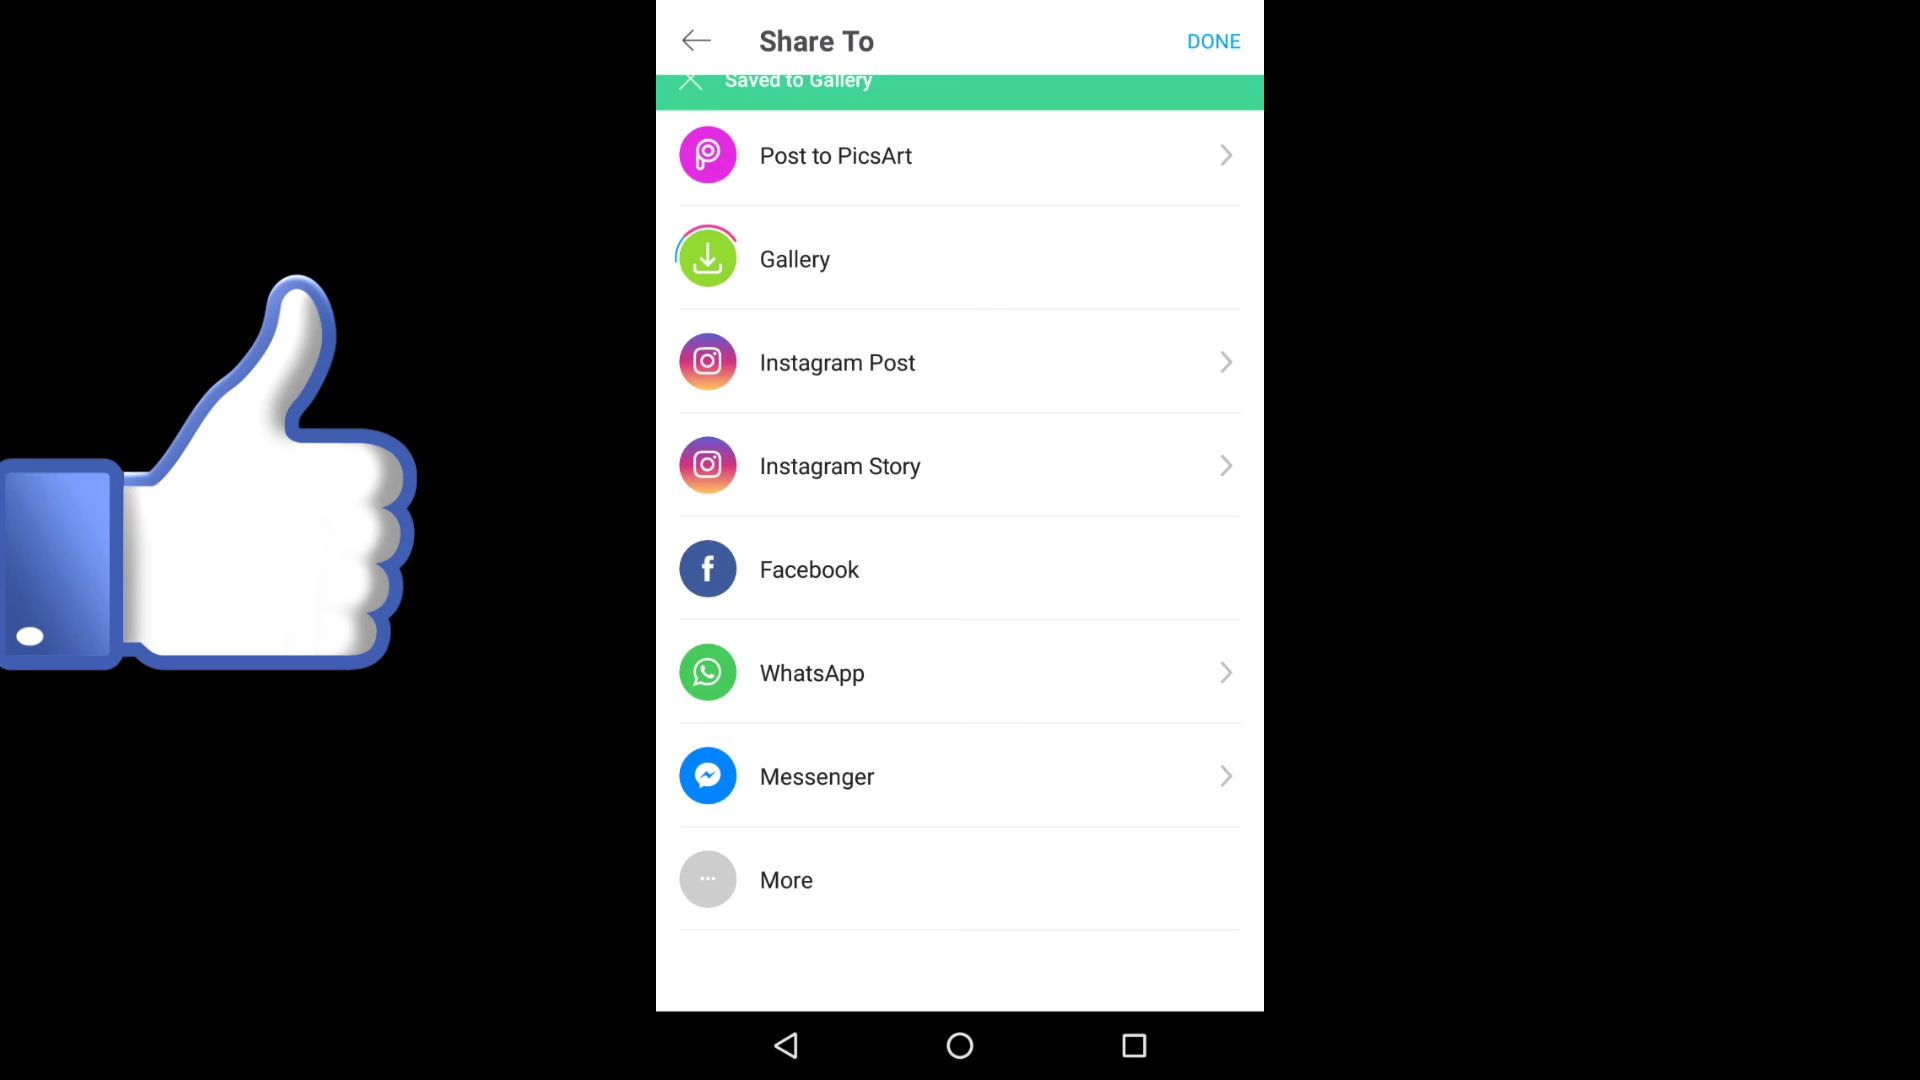 Share To
DONE
Saved to Gallery
Post to PicsArt
Gallery
Instagram Post
Instagram Story
Facebook
WhatsApp
Messenger
More